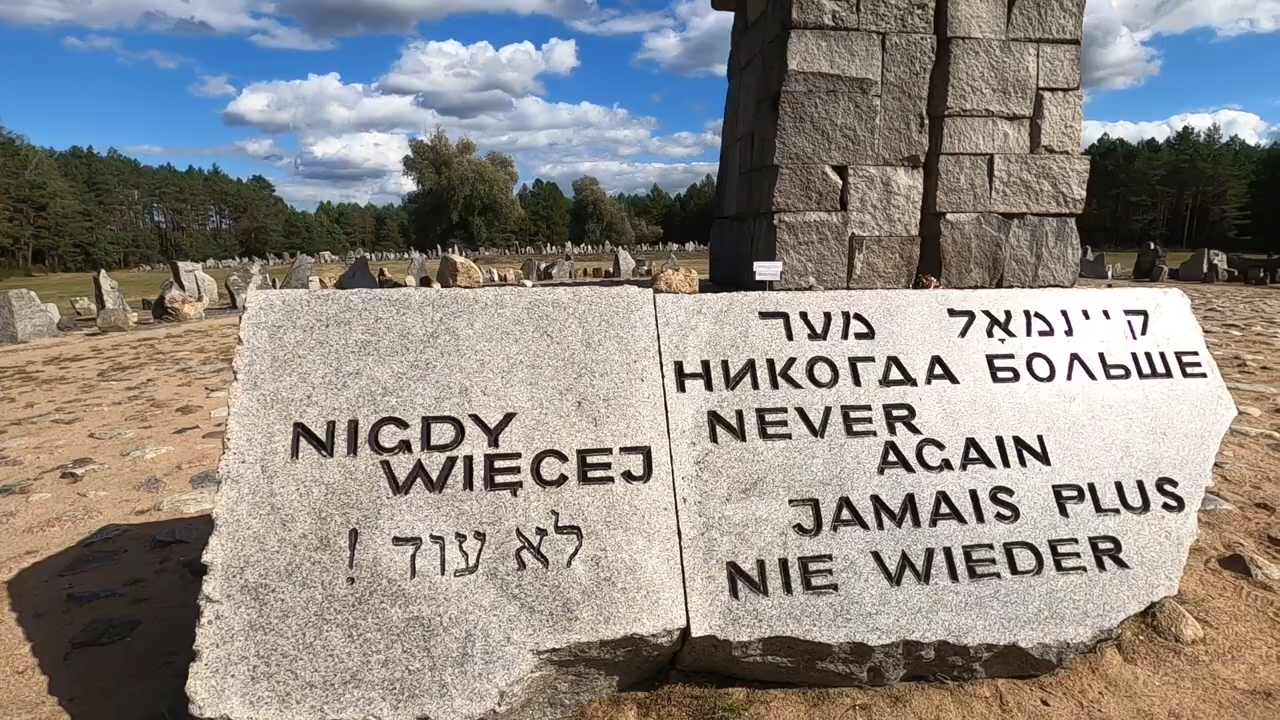 NIGDY
WIĘCEJ
לא עוד !
קיינמאָל מער
НИКОГДА БОЛЬШЕ
NEVER
AGAIN
JAMAIS PLUS
NIE WIEDER